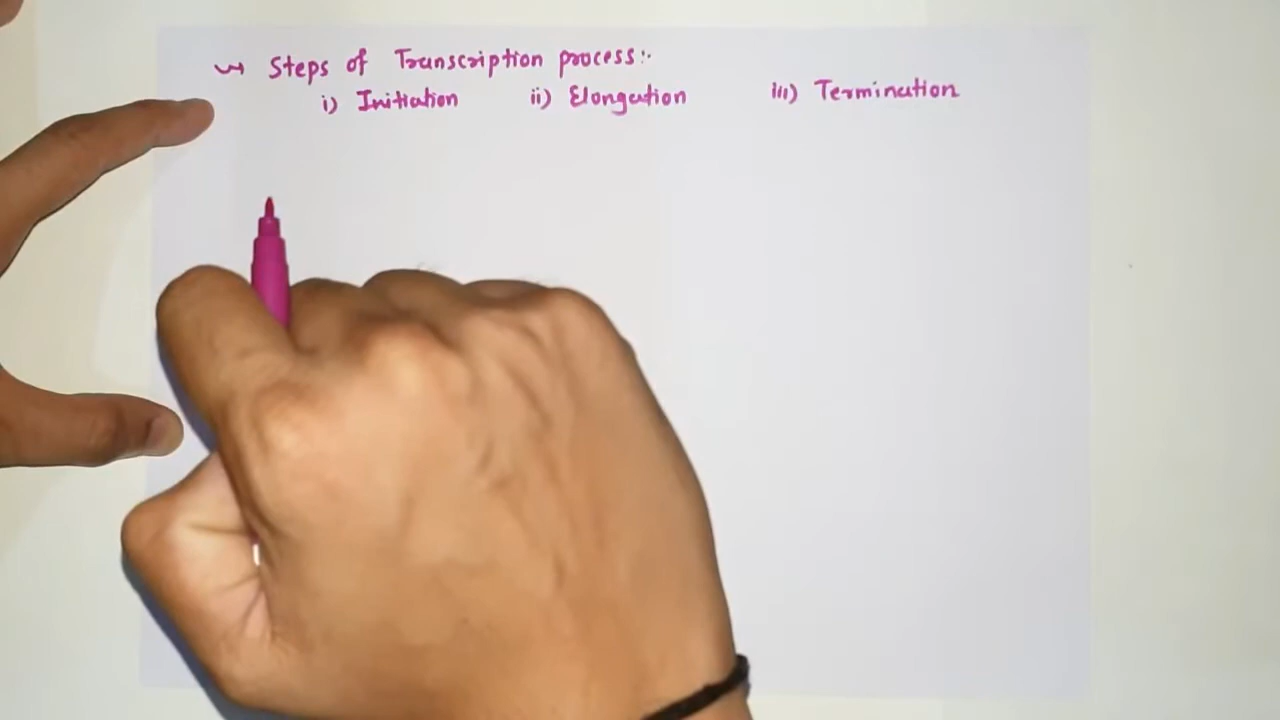 ↝ Steps of Transcription process:-
i) Initiation ii) Elongation iii) Termination